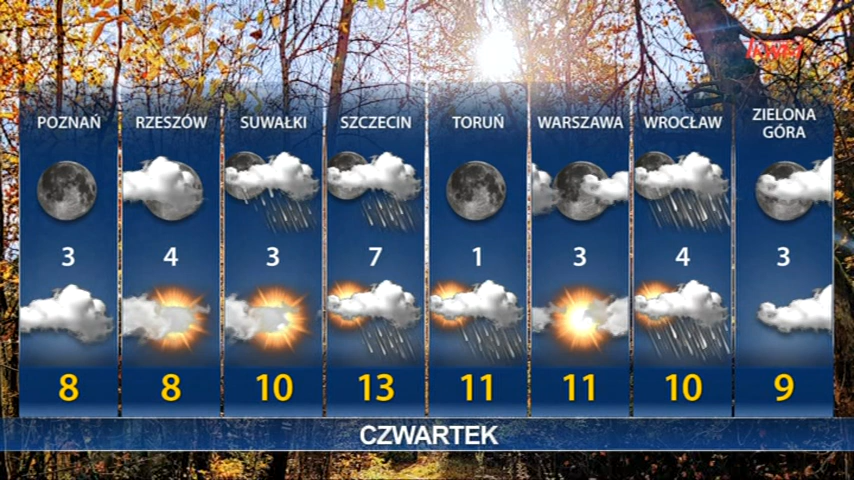 POZNAŃ
RZESZÓW
SUWAŁKI
SZCZECIN
TORUŃ
WARSZAWA
WROCŁAW
ZIELONA
GÓRA
3
4
3
7
1
3
4
3
8
8
10
13
11
11
10
9
CZWARTEK